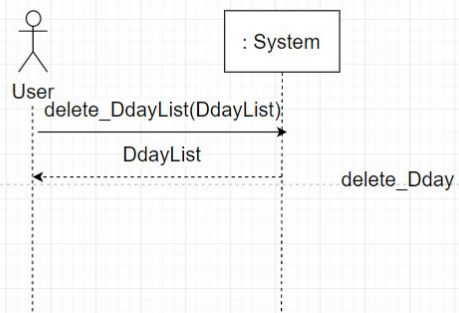 : System
User
delete_DdayList(DdayList)
DdayList
delete_Dday